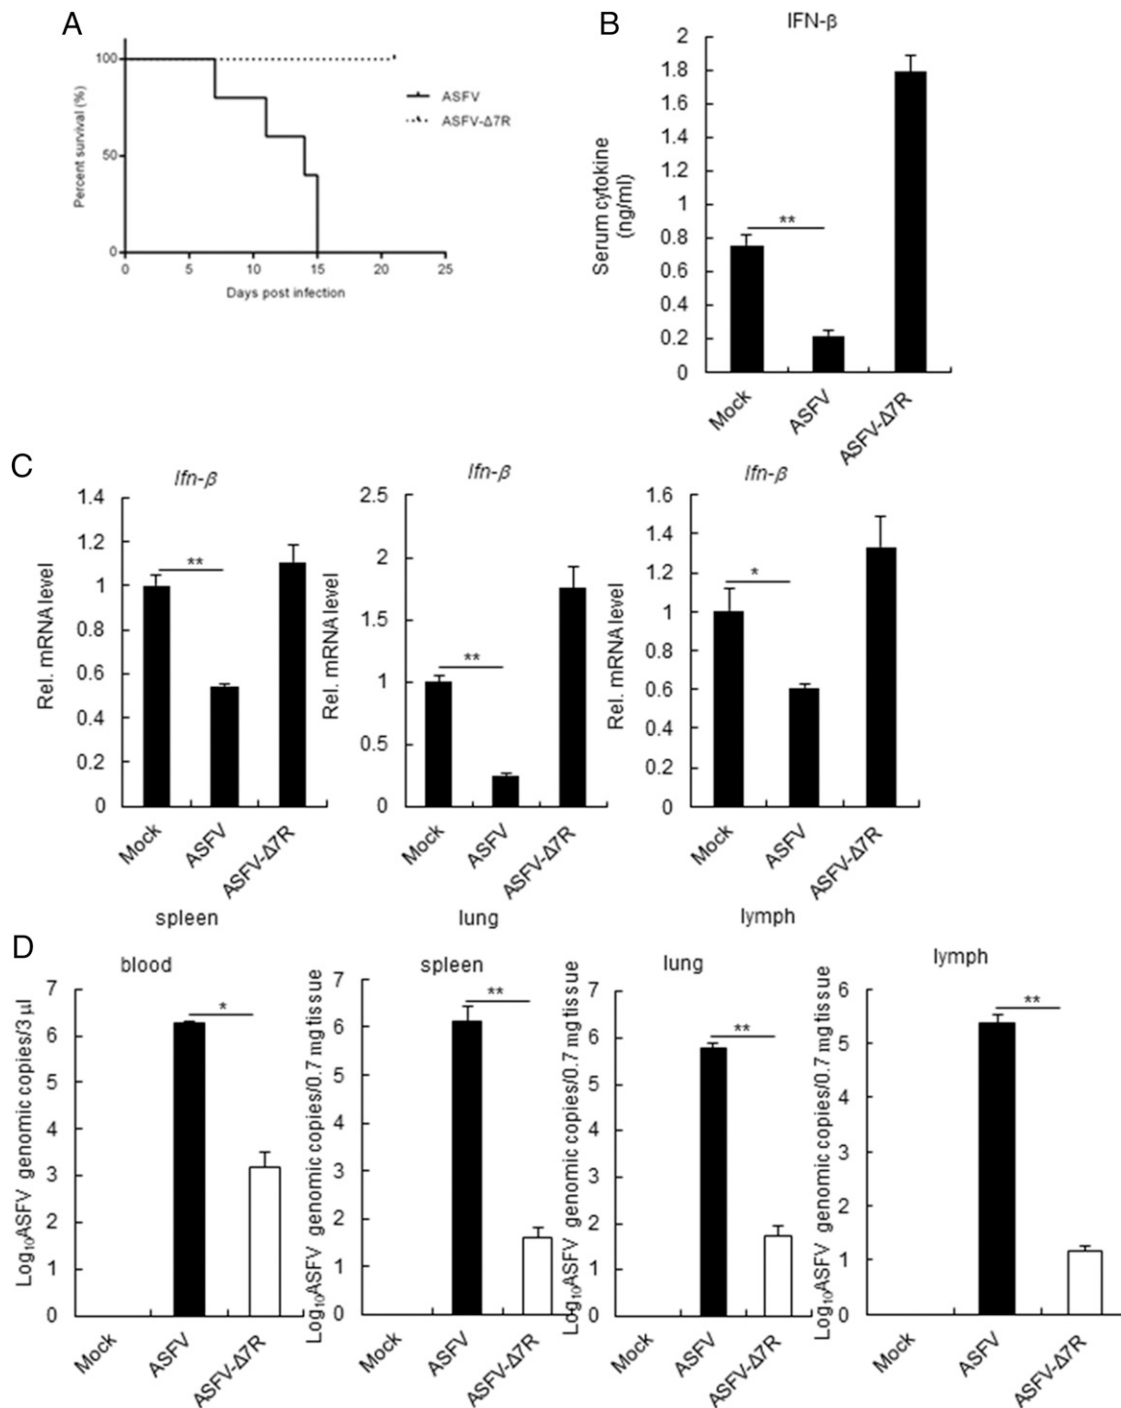 A
100
50
0
Percent survival (%)
0 5 10 15 20 25
Days post infection
ASFV
ASFV-Δ7R
B
IFN-β
Serum cytokine
(ng/ml)
2
1.8
1.6
1.4
1.2
1
0.8
0.6
0.4
0.2
0
**
Mock ASFV ASFV-Δ7R
C
Ifn-β
Rel. mRNA level
1.4
1.2
1
0.8
0.6
0.4
0.2
0
**
Mock ASFV ASFV-Δ7R
spleen
Ifn-β
Rel. mRNA level
2.5
2
1.5
1
0.5
0
**
Mock ASFV ASFV-Δ7R
lung
Ifn-β
Rel. mRNA level
1.6
1.4
1.2
1
0.8
0.6
0.4
0.2
0
*
Mock ASFV ASFV-Δ7R
lymph
D
blood
Log₁₀ASFV genomic copies/3 μl
7
6
5
4
3
2
1
0
*
Mock ASFV ASFV-Δ7R
spleen
Log₁₀ASFV genomic copies/0.7 mg tissue
7
6
5
4
3
2
1
0
**
Mock ASFV ASFV-Δ7R
lung
Log₁₀ASFV genomic copies/0.7 mg tissue
7
6
5
4
3
2
1
0
**
Mock ASFV ASFV-Δ7R
lymph
Log₁₀ASFV genomic copies/0.7 mg tissue
6
5
4
3
2
1
0
**
Mock ASFV ASFV-Δ7R